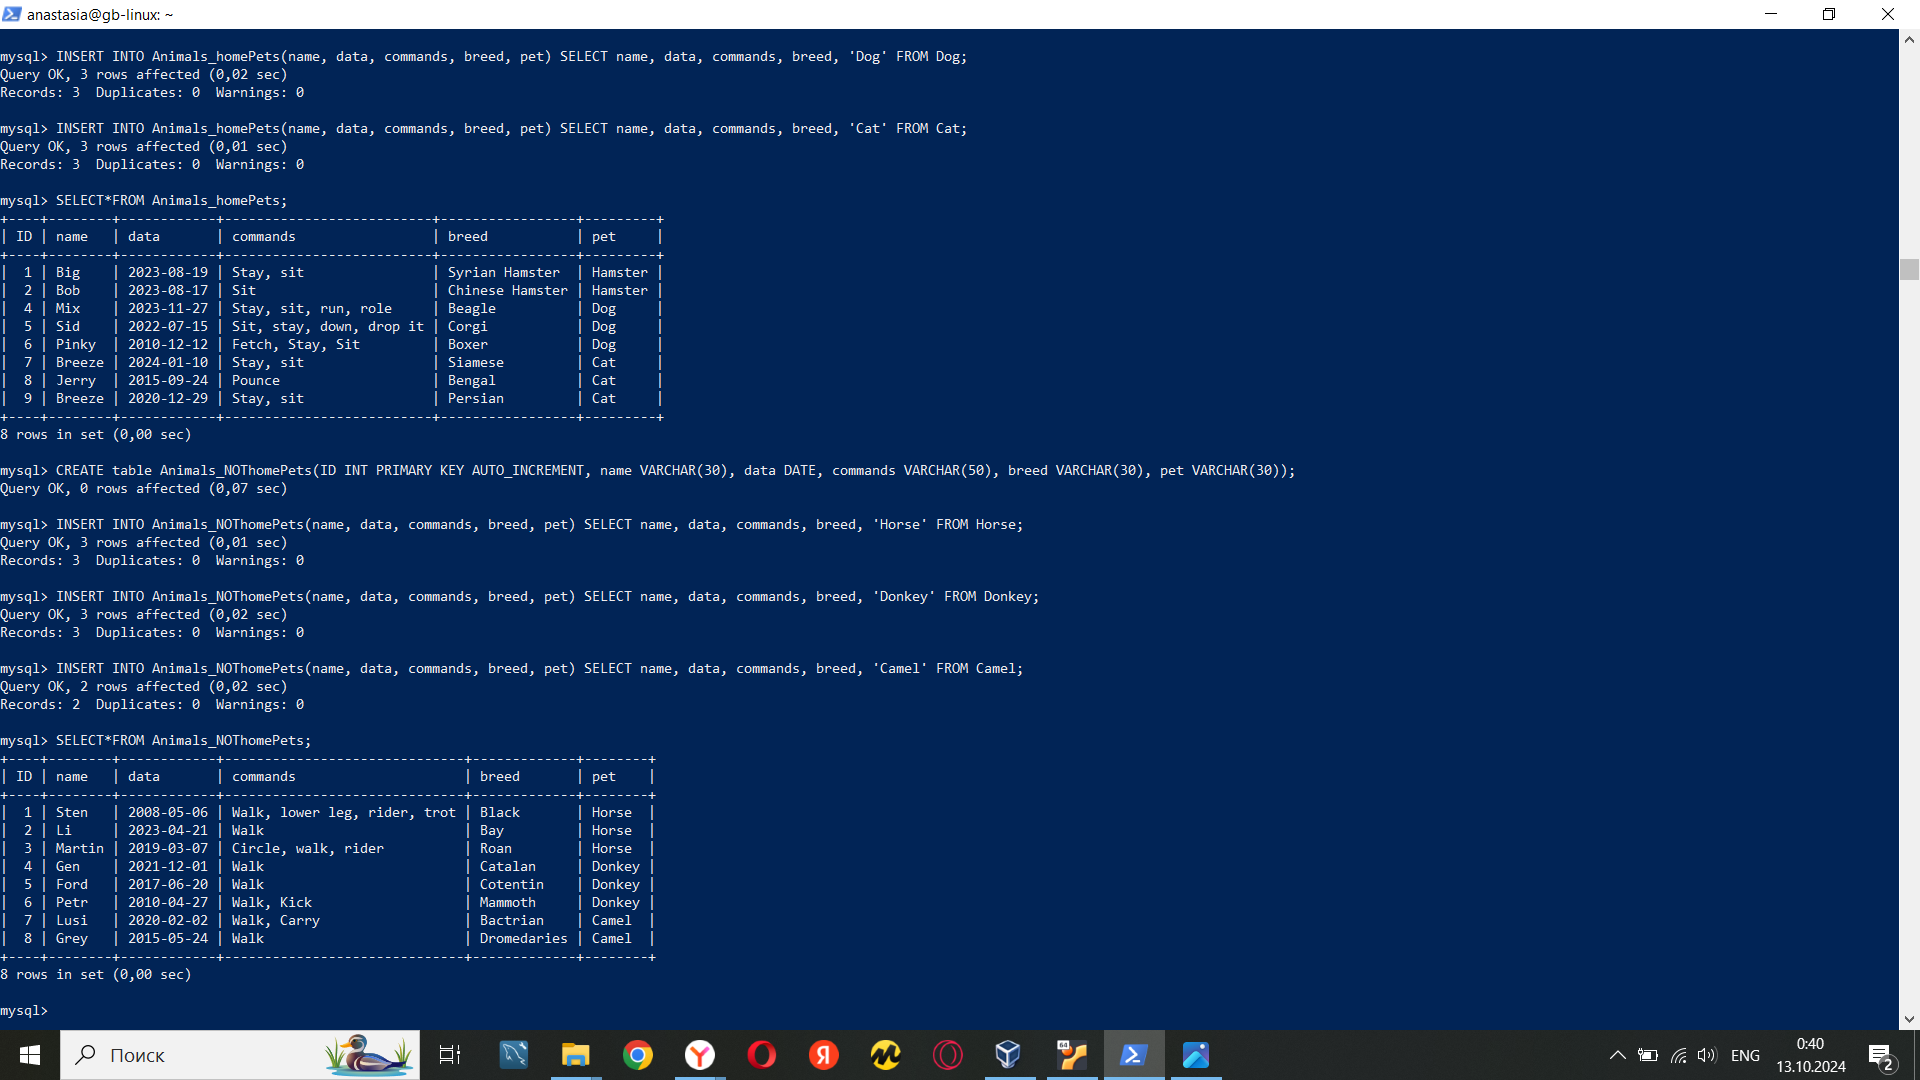 anastasia@gb-linux: ~
mysql> INSERT INTO Animals_homePets(name, data, commands, breed, pet) SELECT name, data, commands, breed, 'Dog' FROM Dog;
Query OK, 3 rows affected (0,02 sec)
Records: 3  Duplicates: 0  Warnings: 0
mysql> INSERT INTO Animals_homePets(name, data, commands, breed, pet) SELECT name, data, commands, breed, 'Cat' FROM Cat;
Query OK, 3 rows affected (0,01 sec)
Records: 3  Duplicates: 0  Warnings: 0
mysql> SELECT*FROM Animals_homePets;
+----+--------+------------+--------------------------+-----------------+---------+
| ID | name   | data       | commands                 | breed           | pet     |
+----+--------+------------+--------------------------+-----------------+---------+
|  1 | Big    | 2023-08-19 | Stay, sit                | Syrian Hamster  | Hamster |
|  2 | Bob    | 2023-08-17 | Sit                      | Chinese Hamster | Hamster |
|  4 | Mix    | 2023-11-27 | Stay, sit, run, role     | Beagle          | Dog     |
|  5 | Sid    | 2022-07-15 | Sit, stay, down, drop it | Corgi           | Dog     |
|  6 | Pinky  | 2010-12-12 | Fetch, Stay, Sit         | Boxer           | Dog     |
|  7 | Breeze | 2024-01-10 | Stay, sit                | Siamese         | Cat     |
|  8 | Jerry  | 2015-09-24 | Pounce                   | Bengal          | Cat     |
|  9 | Breeze | 2020-12-29 | Stay, sit                | Persian         | Cat     |
+----+--------+------------+--------------------------+-----------------+---------+
8 rows in set (0,00 sec)
mysql> CREATE table Animals_NOThomePets(ID INT PRIMARY KEY AUTO_INCREMENT, name VARCHAR(30), data DATE, commands VARCHAR(50), breed VARCHAR(30), pet VARCHAR(30));
Query OK, 0 rows affected (0,07 sec)
mysql> INSERT INTO Animals_NOThomePets(name, data, commands, breed, pet) SELECT name, data, commands, breed, 'Horse' FROM Horse;
Query OK, 3 rows affected (0,01 sec)
Records: 3  Duplicates: 0  Warnings: 0
mysql> INSERT INTO Animals_NOThomePets(name, data, commands, breed, pet) SELECT name, data, commands, breed, 'Donkey' FROM Donkey;
Query OK, 3 rows affected (0,02 sec)
Records: 3  Duplicates: 0  Warnings: 0
mysql> INSERT INTO Animals_NOThomePets(name, data, commands, breed, pet) SELECT name, data, commands, breed, 'Camel' FROM Camel;
Query OK, 2 rows affected (0,02 sec)
Records: 2  Duplicates: 0  Warnings: 0
mysql> SELECT*FROM Animals_NOThomePets;
+----+--------+------------+------------------------------+-------------+--------+
| ID | name   | data       | commands                     | breed       | pet    |
+----+--------+------------+------------------------------+-------------+--------+
|  1 | Sten   | 2008-05-06 | Walk, lower leg, rider, trot | Black       | Horse  |
|  2 | Li     | 2023-04-21 | Walk                         | Bay         | Horse  |
|  3 | Martin | 2019-03-07 | Circle, walk, rider          | Roan        | Horse  |
|  4 | Gen    | 2021-12-01 | Walk                         | Catalan     | Donkey |
|  5 | Ford   | 2017-06-20 | Walk                         | Cotentin    | Donkey |
|  6 | Petr   | 2010-04-27 | Walk, Kick                   | Mammoth     | Donkey |
|  7 | Lusi   | 2020-02-02 | Walk, Carry                  | Bactrian    | Camel  |
|  8 | Grey   | 2015-05-24 | Walk                         | Dromedaries | Camel  |
+----+--------+------------+------------------------------+-------------+--------+
8 rows in set (0,00 sec)
mysql>
Поиск
Y
Я
64
ENG
0:40
13.10.2024
2